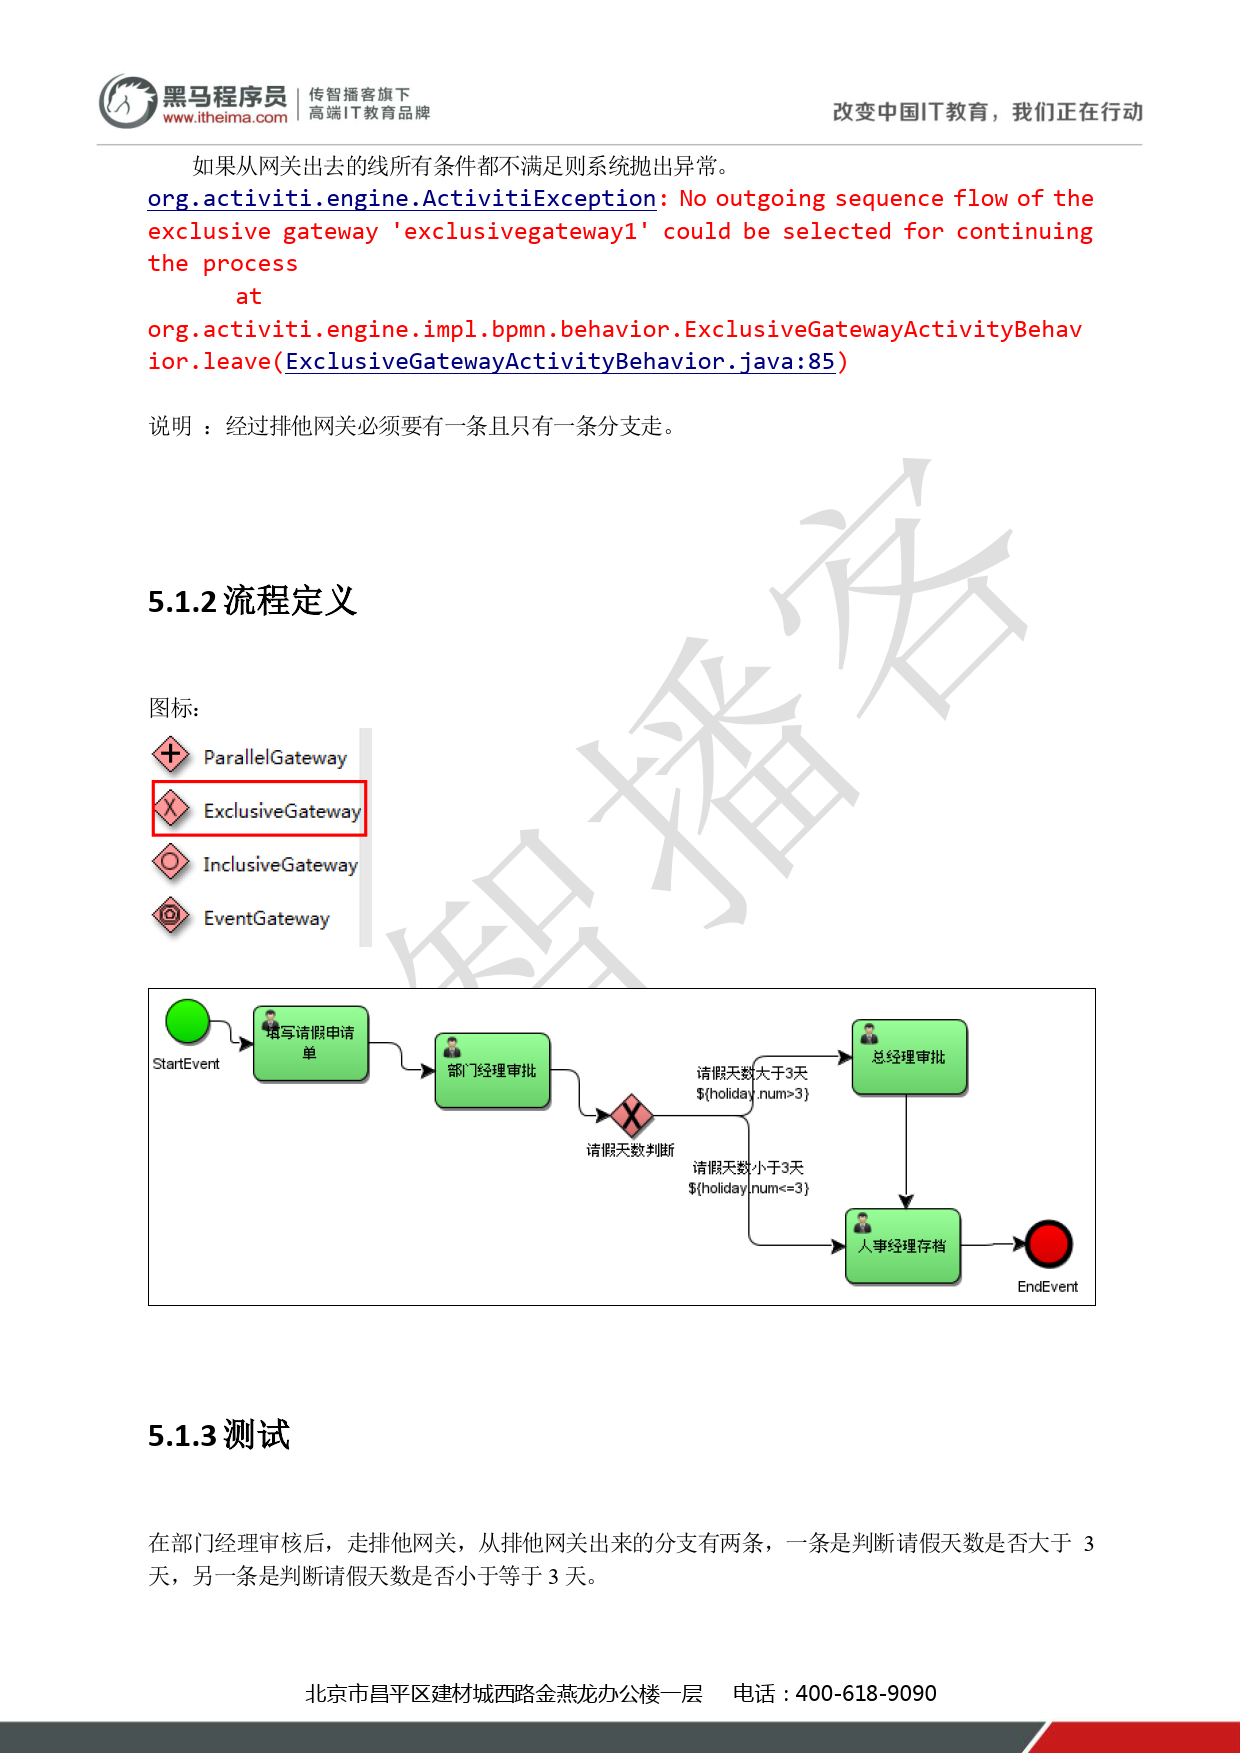 黑马程序员
www.itheima.com
传智播客旗下
高端IT教育品牌
改变中国IT教育，我们正在行动
如果从网关出去的线所有条件都不满足则系统抛出异常。
org.activiti.engine.ActivitiException: No outgoing sequence flow of the
exclusive gateway 'exclusivegateway1' could be selected for continuing
the process
at
org.activiti.engine.impl.bpmn.behavior.ExclusiveGatewayActivityBehav
ior.leave(ExclusiveGatewayActivityBehavior.java:85)
说明 ：经过排他网关必须要有一条且只有一条分支走。
5.1.2 流程定义
图标：
ParallelGateway
ExclusiveGateway
InclusiveGateway
EventGateway
智播客
StartEvent
填写请假申请
单
部门经理审批
请假天数判断
请假天数大于3天
${holiday.num>3}
请假天数小于3天
${holiday.num<=3}
总经理审批
人事经理存档
EndEvent
5.1.3 测试
在部门经理审核后，走排他网关，从排他网关出来的分支有两条，一条是判断请假天数是否大于 3
天，另一条是判断请假天数是否小于等于 3 天。
北京市昌平区建材城西路金燕龙办公楼一层 电话：400-618-9090